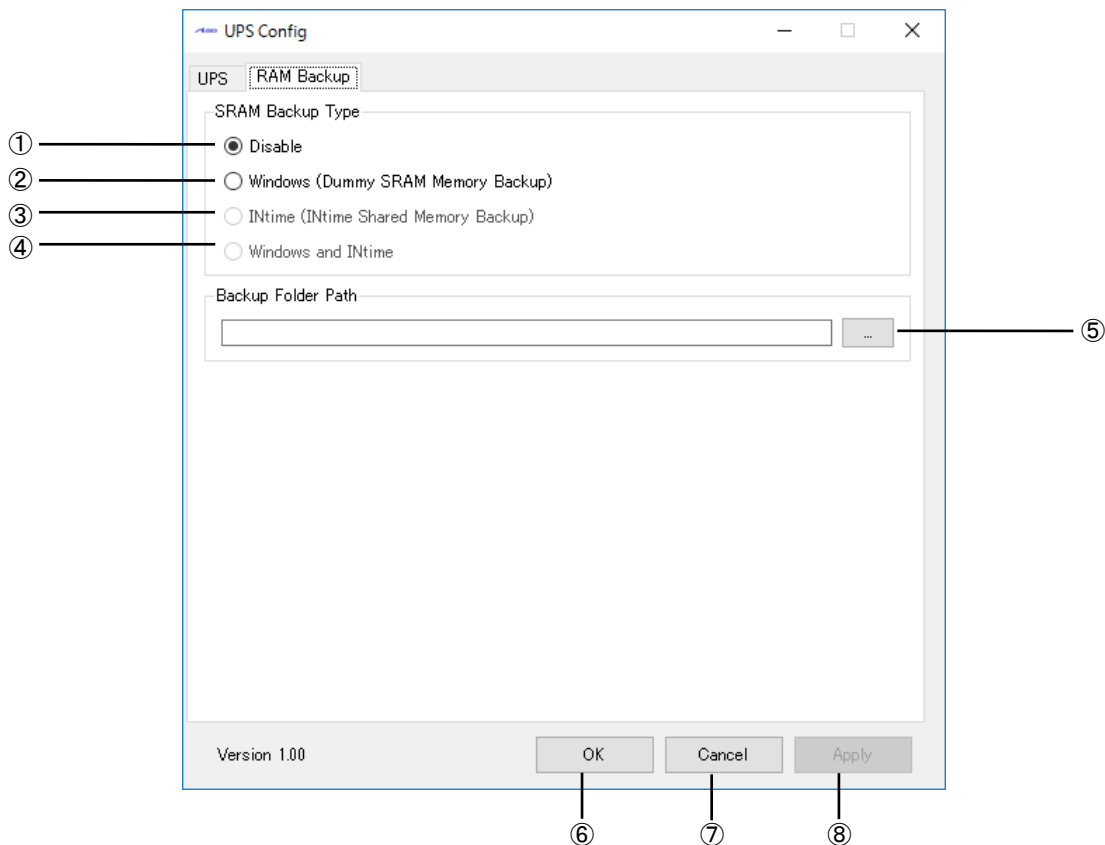 UPS Config
UPS
RAM Backup
SRAM Backup Type
① Disable
② Windows (Dummy SRAM Memory Backup)
③ INtime (INtime Shared Memory Backup)
④ Windows and INtime
Backup Folder Path
... ⑤
Version 1.00
OK
Cancel
Apply
⑥ ⑦ ⑧